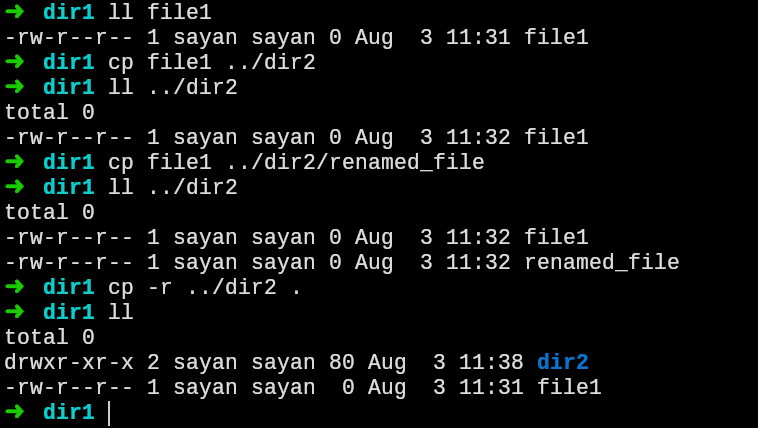 ➜  dir1 ll file1
-rw-r--r-- 1 sayan sayan 0 Aug  3 11:31 file1
➜  dir1 cp file1 ../dir2
➜  dir1 ll ../dir2
total 0
-rw-r--r-- 1 sayan sayan 0 Aug  3 11:32 file1
➜  dir1 cp file1 ../dir2/renamed_file
➜  dir1 ll ../dir2
total 0
-rw-r--r-- 1 sayan sayan 0 Aug  3 11:32 file1
-rw-r--r-- 1 sayan sayan 0 Aug  3 11:32 renamed_file
➜  dir1 cp -r ../dir2 .
➜  dir1 ll
total 0
drwxr-xr-x 2 sayan sayan 80 Aug  3 11:38 dir2
-rw-r--r-- 1 sayan sayan  0 Aug  3 11:31 file1
➜  dir1